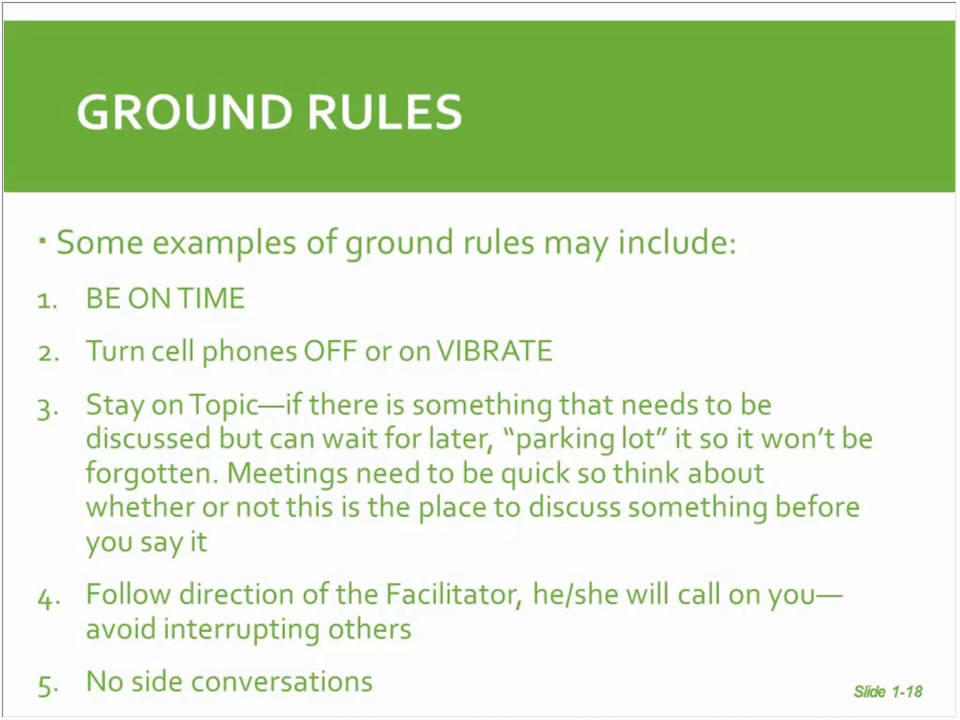 GROUND RULES
▪ Some examples of ground rules may include:
1. BE ON TIME
2. Turn cell phones OFF or on VIBRATE
3. Stay on Topic—if there is something that needs to be
discussed but can wait for later, “parking lot” it so it won’t be
forgotten. Meetings need to be quick so think about
whether or not this is the place to discuss something before
you say it
4. Follow direction of the Facilitator, he/she will call on you—
avoid interrupting others
5. No side conversations
Slide 1-18